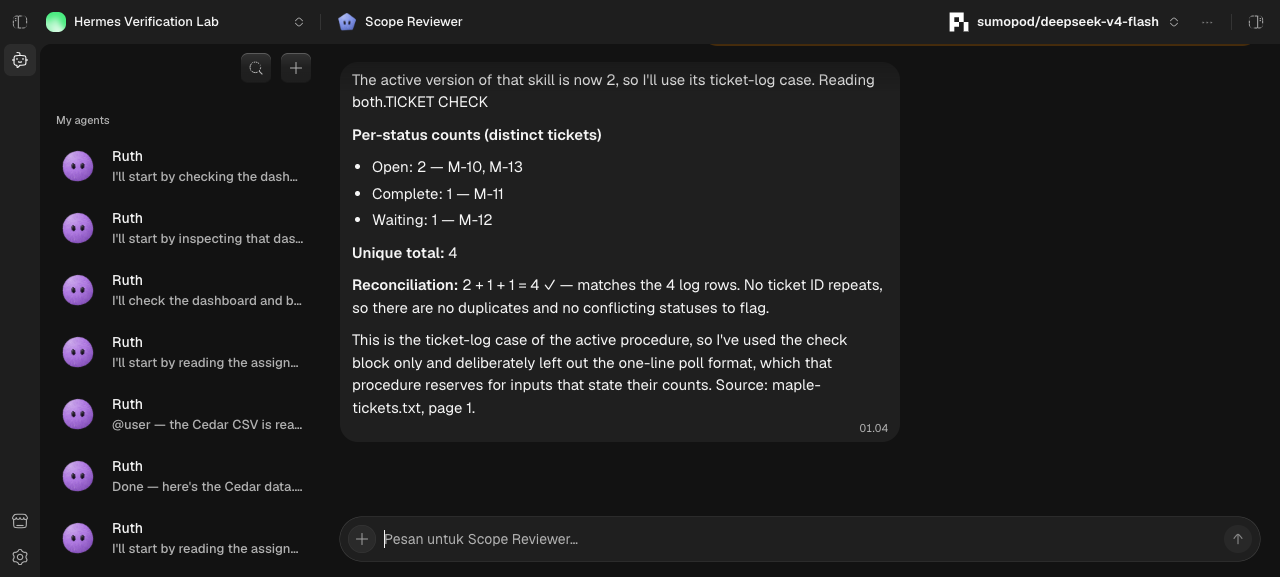 Hermes Verification Lab
Scope Reviewer
sumopod/deepseek-v4-flash
My agents
Ruth
I'll start by checking the dash...
Ruth
I'll start by inspecting that das...
Ruth
I'll check the dashboard and b...
Ruth
I'll start by reading the assign...
Ruth
@user — the Cedar CSV is rea...
Ruth
Done — here's the Cedar data....
Ruth
I'll start by reading the assign...
The active version of that skill is now 2, so I'll use its ticket-log case. Reading
both.TICKET CHECK
Per-status counts (distinct tickets)
• Open: 2 — M-10, M-13
• Complete: 1 — M-11
• Waiting: 1 — M-12
Unique total: 4
Reconciliation: 2 + 1 + 1 = 4 ✓ — matches the 4 log rows. No ticket ID repeats,
so there are no duplicates and no conflicting statuses to flag.
This is the ticket-log case of the active procedure, so I've used the check
block only and deliberately left out the one-line poll format, which that
procedure reserves for inputs that state their counts. Source: maple-
tickets.txt, page 1.
01.04
Pesan untuk Scope Reviewer...